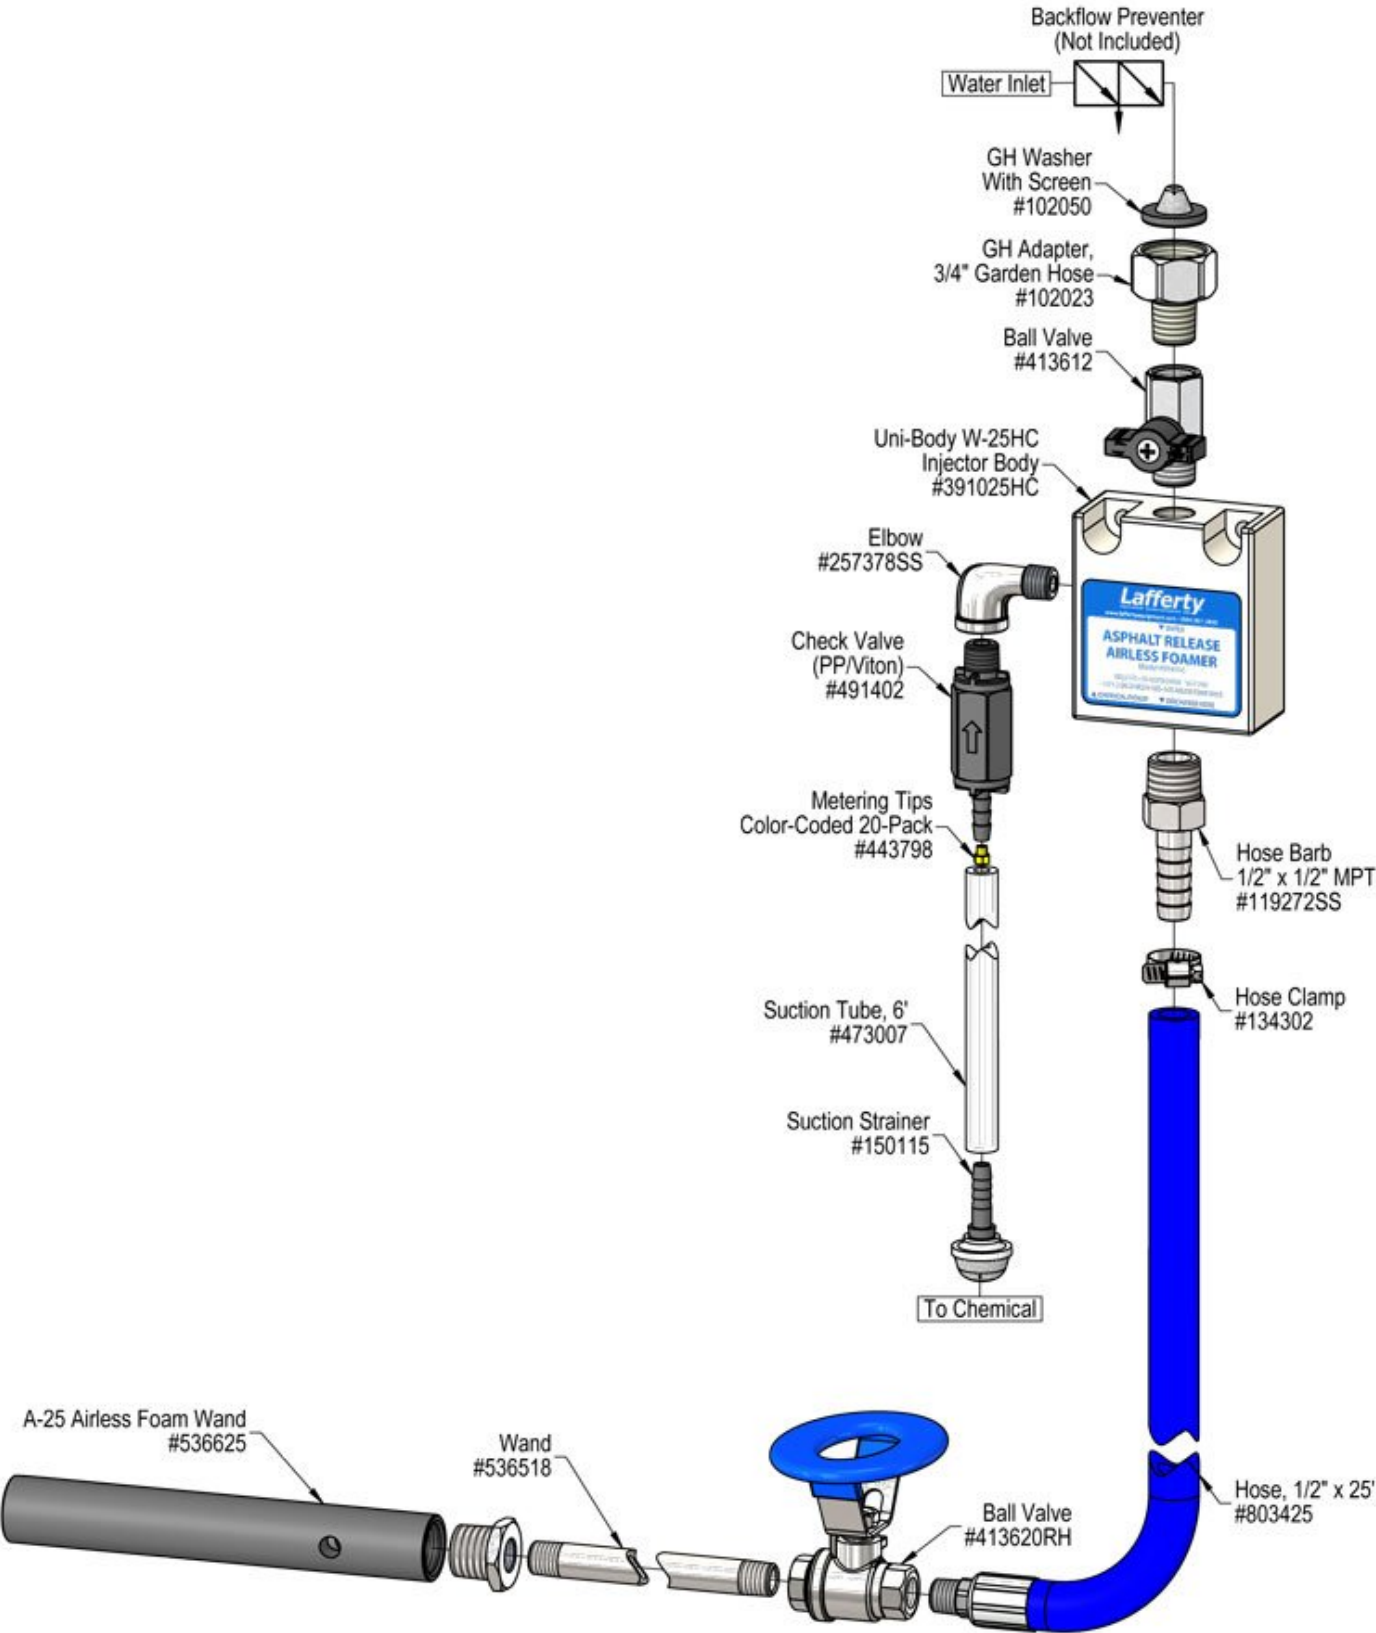 Backflow Preventer
(Not Included)
Water Inlet
GH Washer
With Screen
#102050
GH Adapter,
3/4" Garden Hose
#102023
Ball Valve
#413612
Uni-Body W-25HC
Injector Body
#391025HC
Elbow
#257378SS
Lafferty
ASPHALT RELEASE
AIRLESS FOAMER
Check Valve
(PP/Viton)
#491402
Metering Tips
Color-Coded 20-Pack
#443798
Hose Barb
1/2" x 1/2" MPT
#119272SS
Hose Clamp
#134302
Suction Tube, 6'
#473007
Suction Strainer
#150115
To Chemical
A-25 Airless Foam Wand
#536625
Wand
#536518
Ball Valve
#413620RH
Hose, 1/2" x 25'
#803425